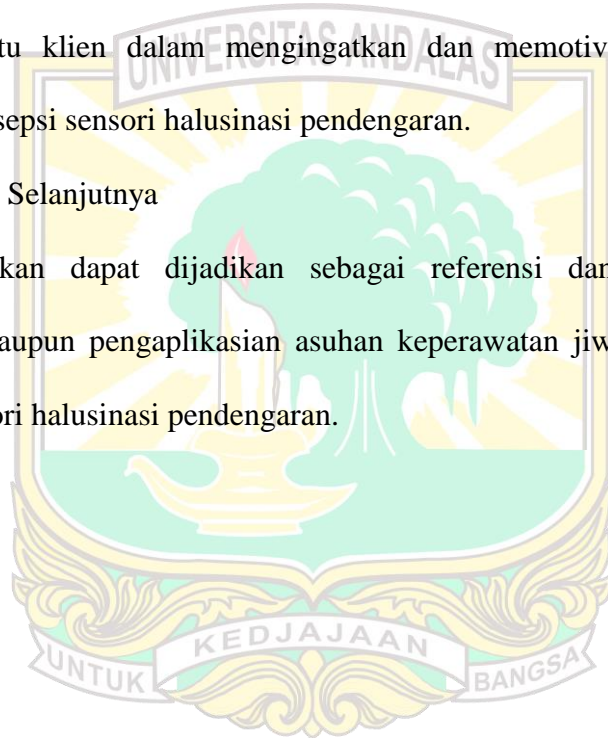 tu klien dalam mengingatkan dan memotiv
UNIVERSITAS ANDALAS
sepsi sensori halusinasi pendengaran.
Selanjutnya
kan dapat dijadikan sebagai referensi dan
aupun pengaplikasian asuhan keperawatan jiw
ori halusinasi pendengaran.
UNTUK KEDJAJAAN BANGSA